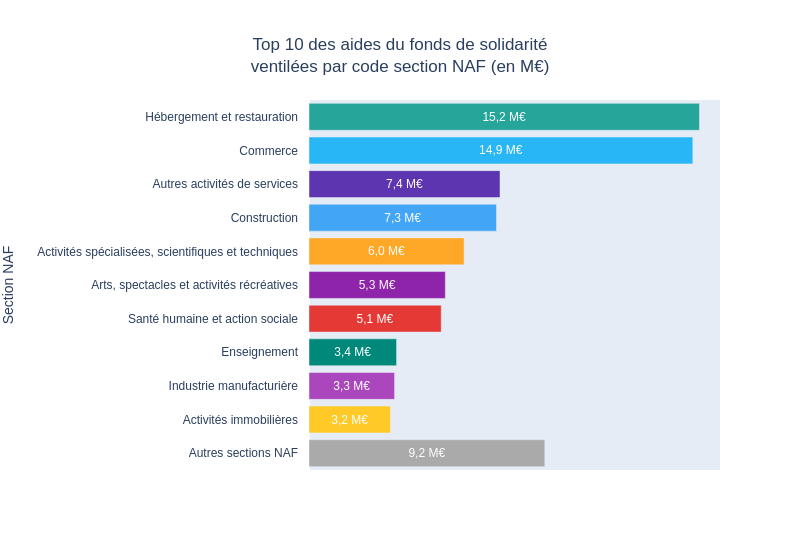 Top 10 des aides du fonds de solidarité
ventilées par code section NAF (en M€)
Section NAF
Hébergement et restauration 15,2 M€
Commerce 14,9 M€
Autres activités de services 7,4 M€
Construction 7,3 M€
Activités spécialisées, scientifiques et techniques 6,0 M€
Arts, spectacles et activités récréatives 5,3 M€
Santé humaine et action sociale 5,1 M€
Enseignement 3,4 M€
Industrie manufacturière 3,3 M€
Activités immobilières 3,2 M€
Autres sections NAF 9,2 M€